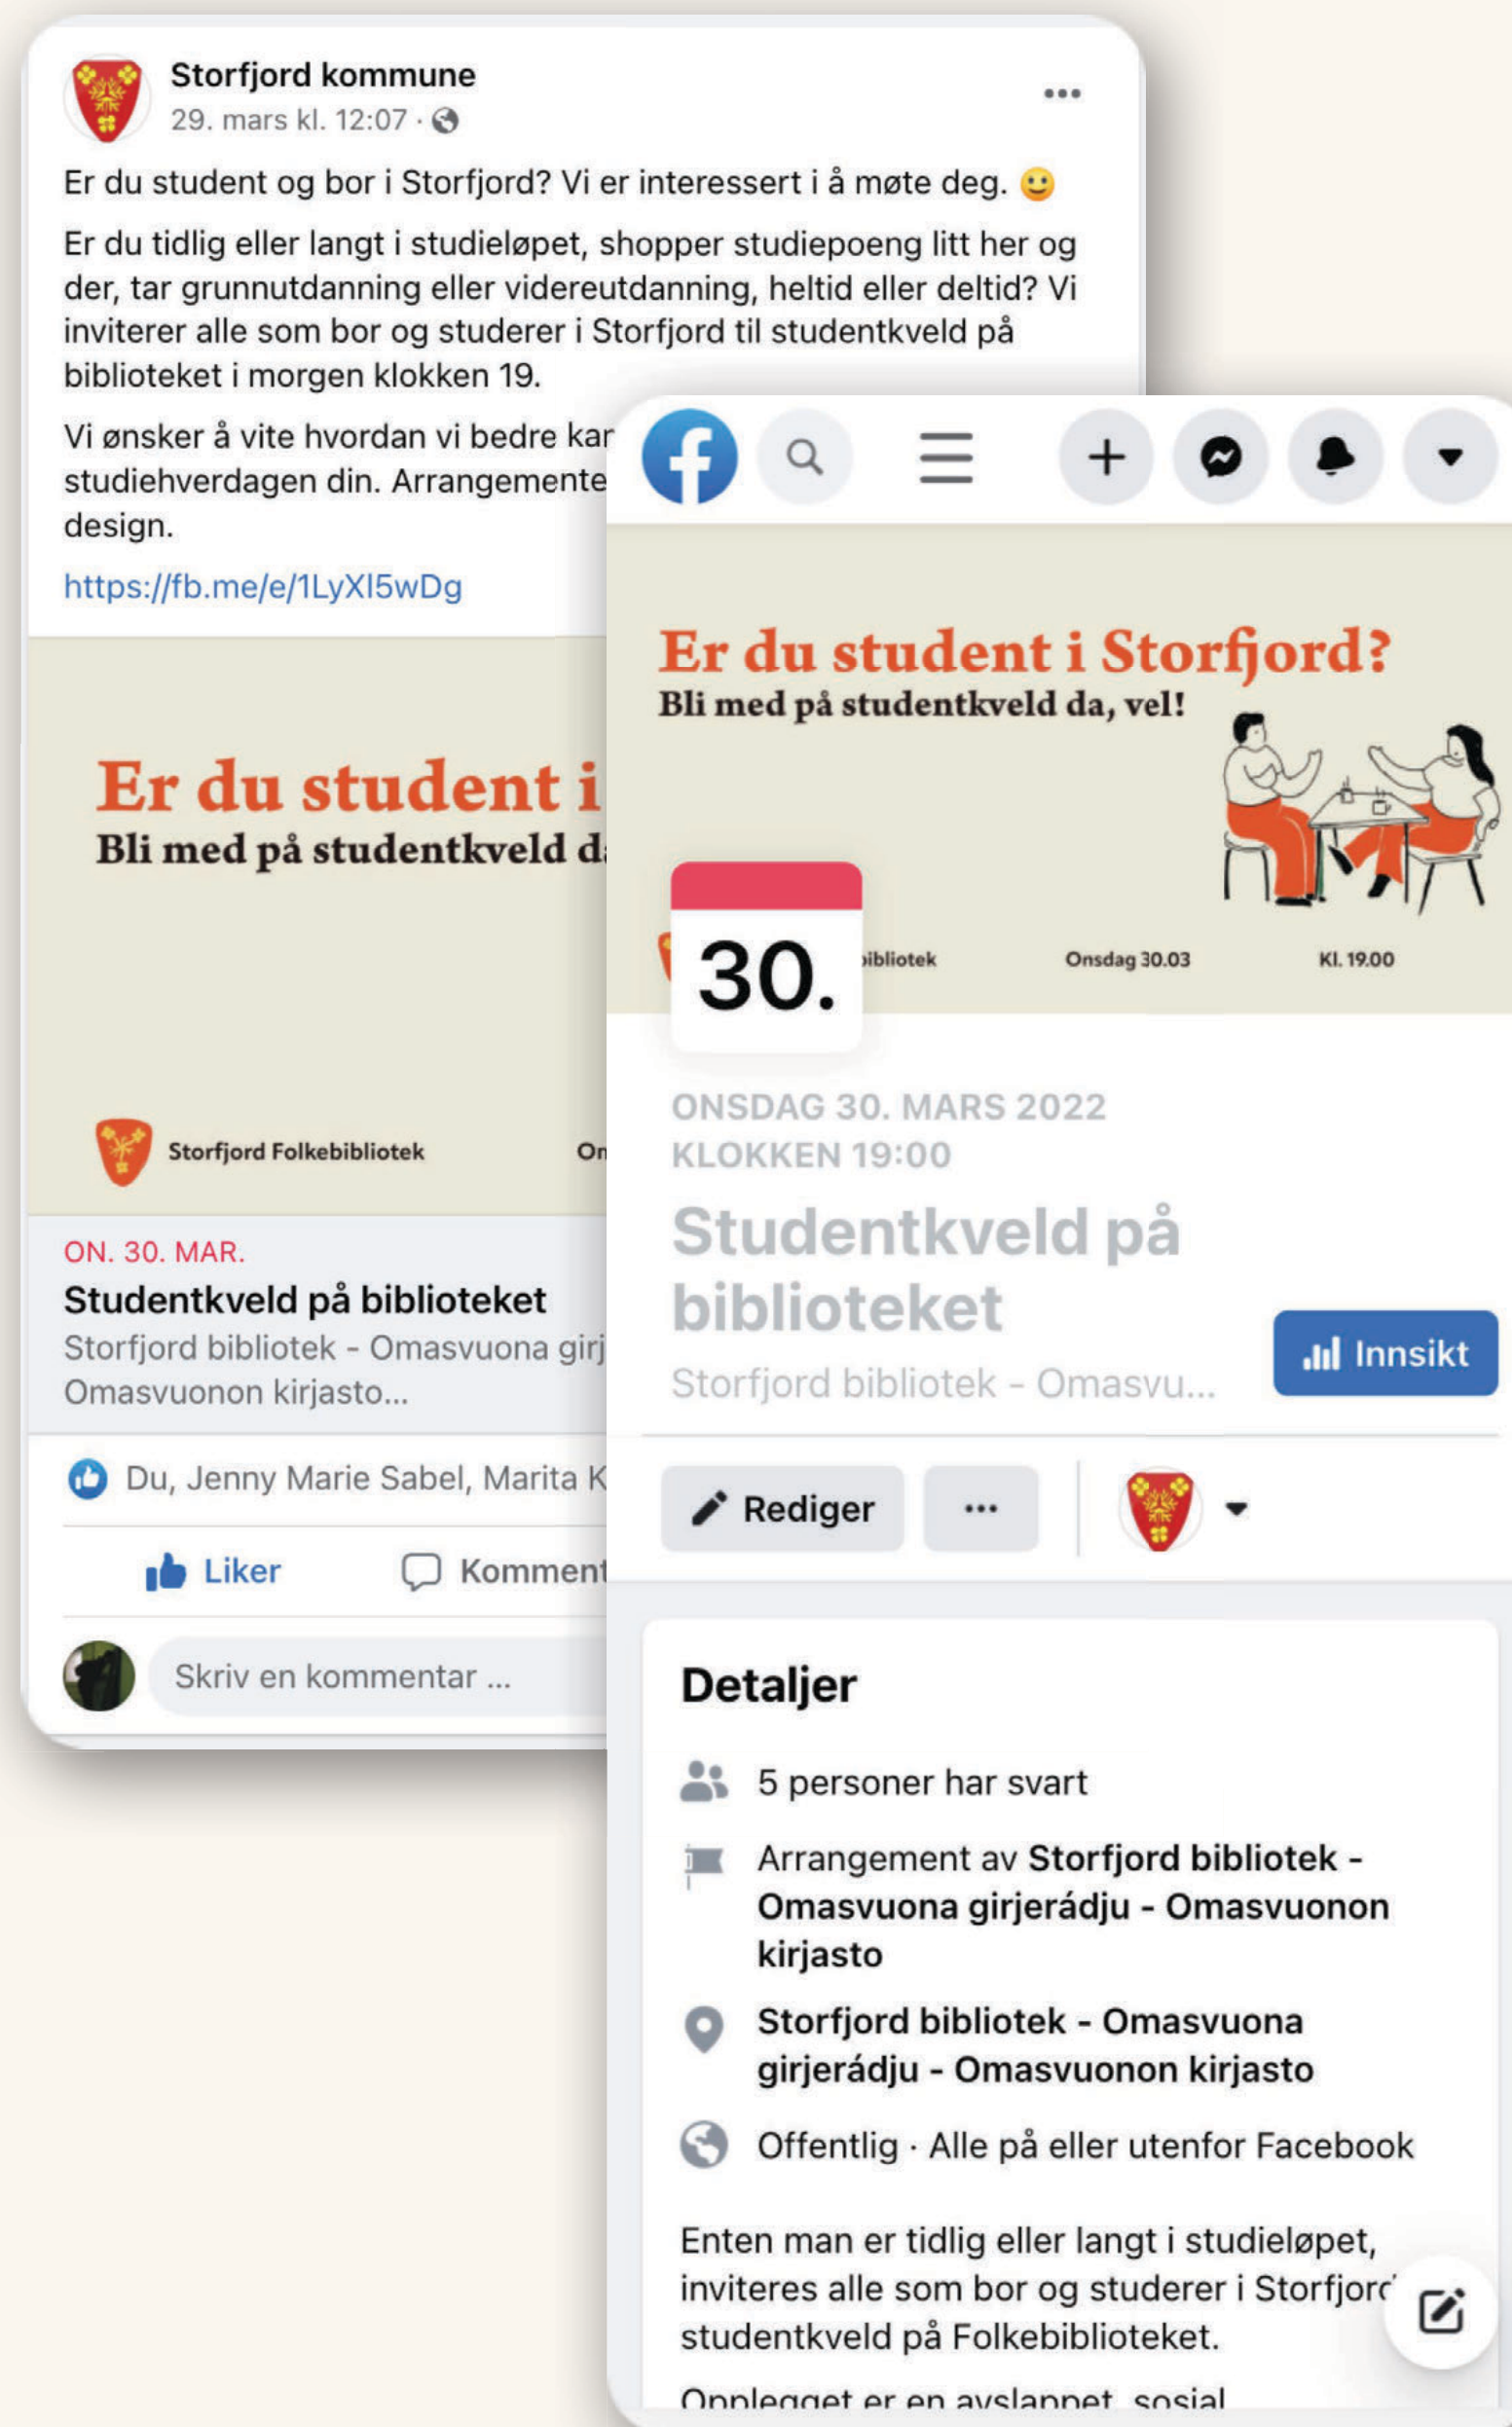 Storfjord kommune
29. mars kl. 12:07 ·
Er du student og bor i Storfjord? Vi er interessert i å møte deg.
Er du tidlig eller langt i studieløpet, shopper studiepoeng litt her og
der, tar grunnutdanning eller videreutdanning, heltid eller deltid? Vi
inviterer alle som bor og studerer i Storfjord til studentkveld på
biblioteket i morgen klokken 19.
Vi ønsker å vite hvordan vi bedre
studiehverdagen din. Arrangemente
design.
https://fb.me/e/1LyXl5wDg
Er du student i
Bli med på studentkveld
Storfjord Folkebibliotek
On
ON. 30. MAR.
Studentkveld på biblioteket
Storfjord bibliotek - Omasvuona girj
Omasvuonon kirjasto...
Du, Jenny Marie Sabel, Marita K
Liker
Komment
Skriv en kommentar ...
Er du student i Storfjord?
Bli med på studentkveld da, vel!
30.
bibliotek
Onsdag 30.03
Kl. 19.00
ONSDAG 30. MARS 2022
KLOKKEN 19:00
Studentkveld på
biblioteket
Storfjord bibliotek - Omasvu...
Innsikt
Rediger
Detaljer
5 personer har svart
Arrangement av Storfjord bibliotek -
Omasvuona girjerádju - Omasvuonon
kirjasto
Storfjord bibliotek - Omasvuona
girjerádju - Omasvuonon kirjasto
Offentlig · Alle på eller utenfor Facebook
Enten man er tidlig eller langt i studieløpet,
inviteres alle som bor og studerer i Storfjord
studentkveld på Folkebiblioteket.
Opplegget er en avslappet, sosial